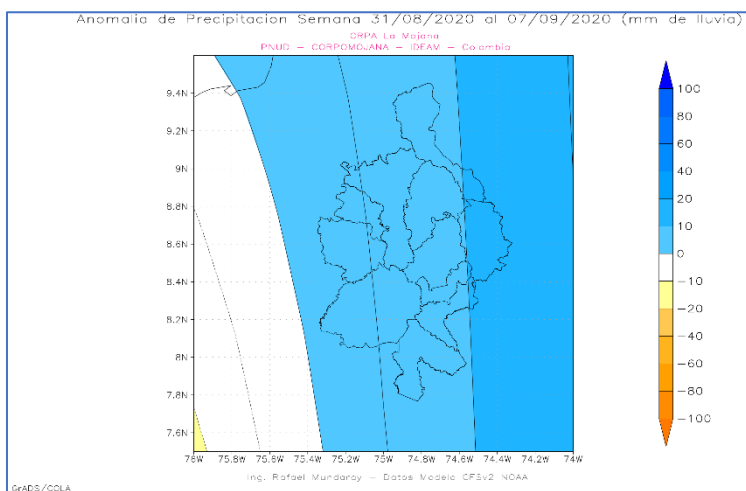 Anomalia de Precipitacion Semana 31/08/2020 al 07/09/2020 (mm de lluvia)
CRPA La Mojana
PNUD – CORPOMOJANA – IDEAM – Colombia
9.4N
9.2N
9N
8.8N
8.6N
8.4N
8.2N
8N
7.8N
7.6N
76W 75.8W 75.6W 75.4W 75.2W 75W 74.8W 74.6W 74.4W 74.2W 74W
100
80
60
40
20
10
0
−10
−20
−40
−60
−80
−100
Ing. Rafael Mundaray – Datos Modelo CFSv2 NOAA
GrADS/COLA